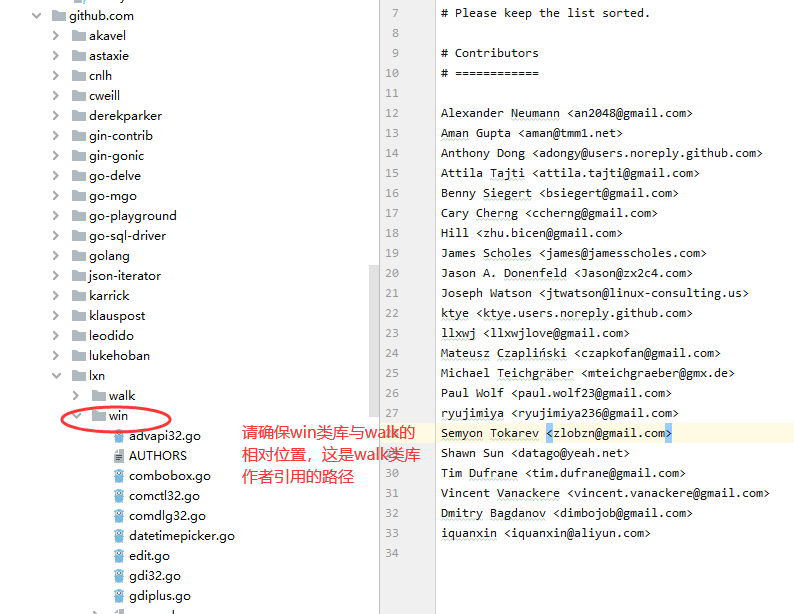 github.com
akavel
astaxie
cnlh
cweill
derekparker
gin-contrib
gin-gonic
go-delve
go-mgo
go-playground
go-sql-driver
golang
json-iterator
karrick
klauspost
leodido
lukehoban
lxn
walk
win
advapi32.go
AUTHORS
combobox.go
comctl32.go
comdlg32.go
datetimepicker.go
edit.go
gdi32.go
gdiplus.go
请确保win类库与walk的
相对位置，这是walk类库
作者引用的路径
7 # Please keep the list sorted.
8
9 # Contributors
10 # ============
11
12 Alexander Neumann <an2048@gmail.com>
13 Aman Gupta <aman@tmm1.net>
14 Anthony Dong <adongy@users.noreply.github.com>
15 Attila Tajti <attila.tajti@gmail.com>
16 Benny Siegert <bsiegert@gmail.com>
17 Cary Cherng <ccherng@gmail.com>
18 Hill <zhu.bicen@gmail.com>
19 James Scholes <james@jamesscholes.com>
20 Jason A. Donenfeld <Jason@zx2c4.com>
21 Joseph Watson <jtwatson@linux-consulting.us>
22 ktye <ktye.users.noreply.github.com>
23 llxwj <llxwjlove@gmail.com>
24 Mateusz Czapliński <czapkofan@gmail.com>
25 Michael Teichgräber <mteichgraeber@gmx.de>
26 Paul Wolf <paul.wolf23@gmail.com>
27 ryujimiya <ryujimiya236@gmail.com>
Semyon Tokarev <zlobzn@gmail.com>
Shawn Sun <datago@yeah.net>
30 Tim Dufrane <tim.dufrane@gmail.com>
31 Vincent Vanackere <vincent.vanackere@gmail.com>
32 Dmitry Bagdanov <dimbojob@gmail.com>
33 iquanxin <iquanxin@aliyun.com>
34